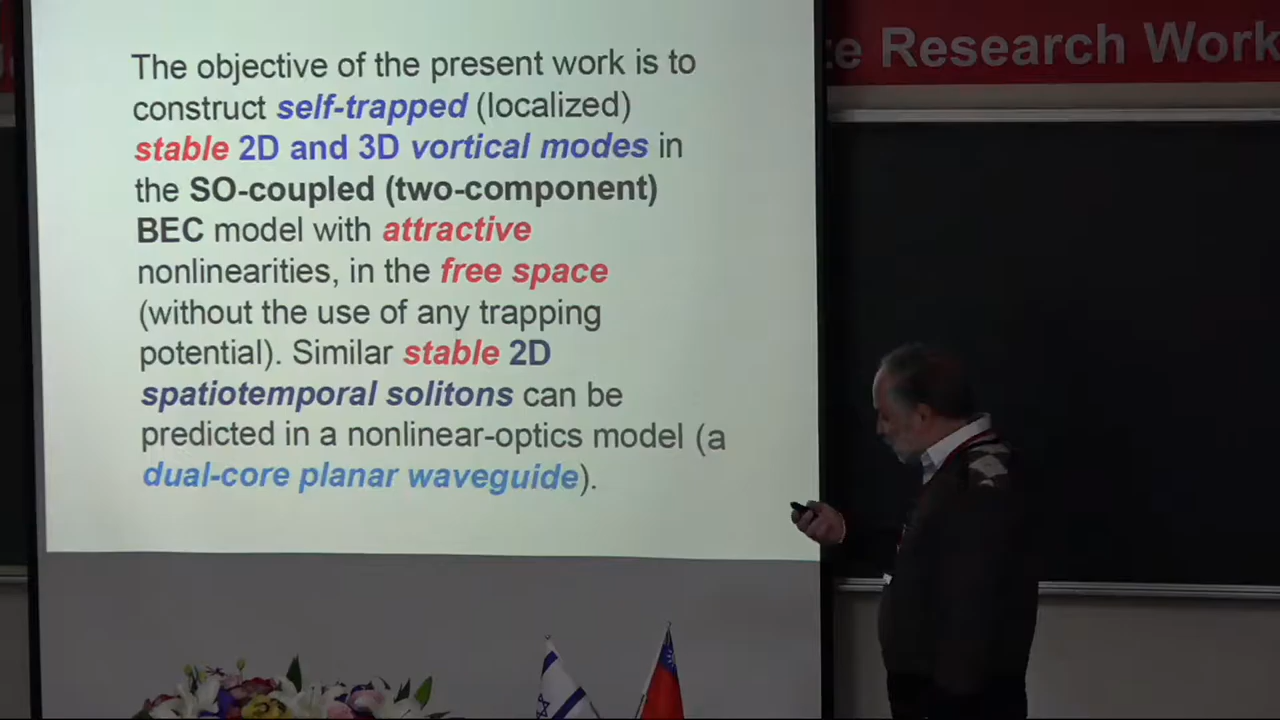 The objective of the present work is to
construct self-trapped (localized)
stable 2D and 3D vortical modes in
the SO-coupled (two-component)
BEC model with attractive
nonlinearities, in the free space
(without the use of any trapping
potential). Similar stable 2D
spatiotemporal solitons can be
predicted in a nonlinear-optics model (a
dual-core planar waveguide).
Research Work